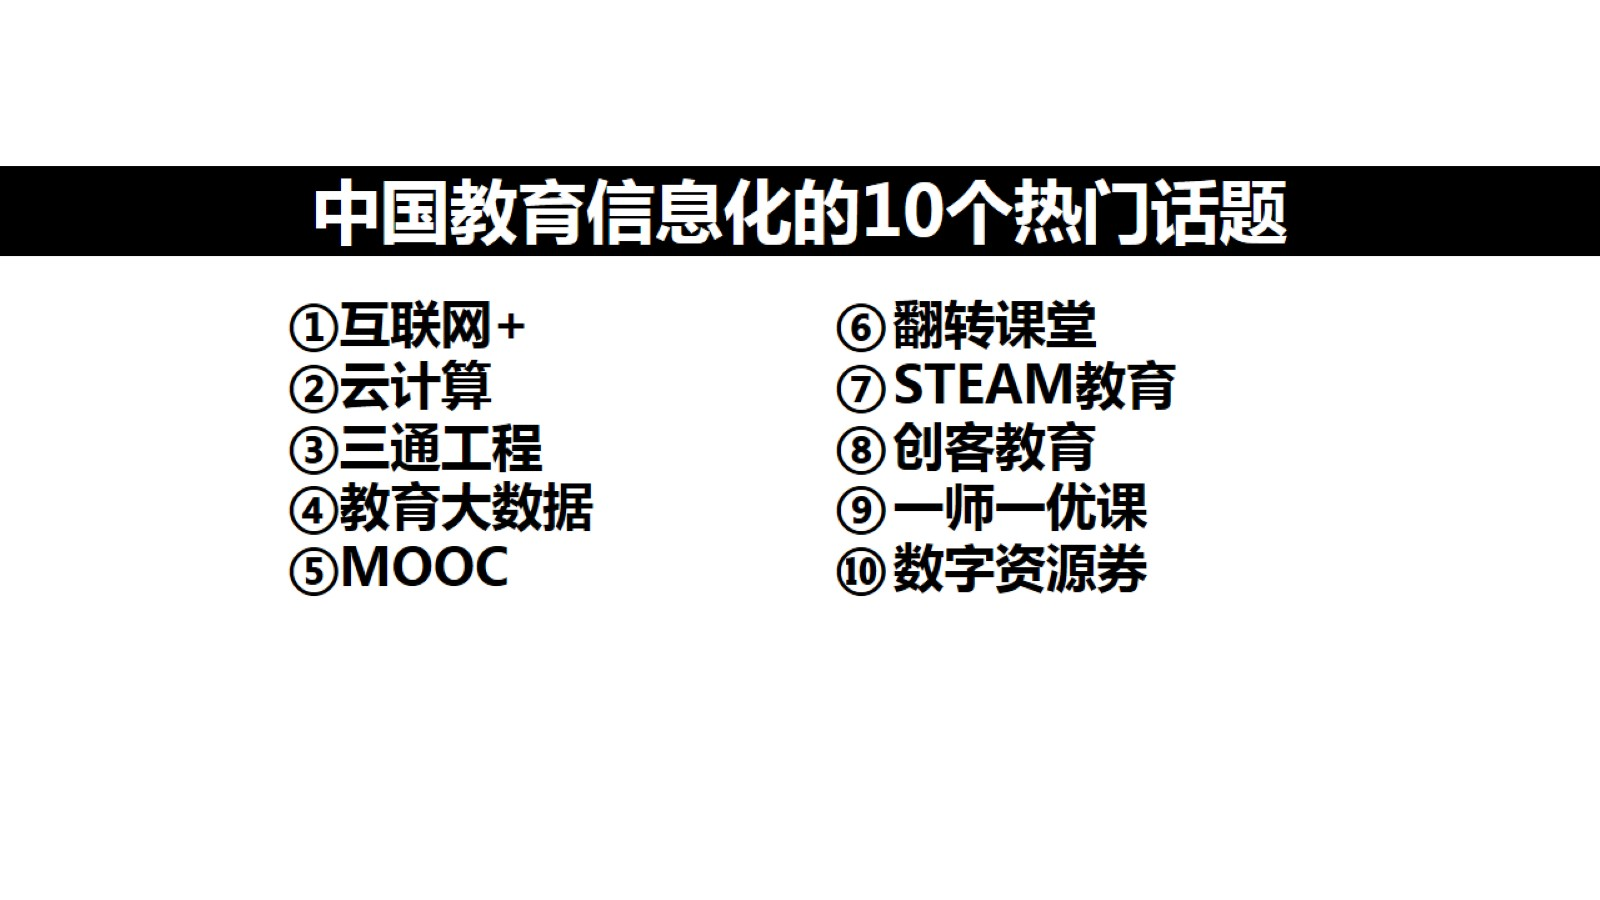 中国教育信息化的10个热门话题
①互联网+
②云计算
③三通工程
④教育大数据
⑤MOOC
⑥翻转课堂
⑦STEAM教育
⑧创客教育
⑨一师一优课
⑩数字资源券